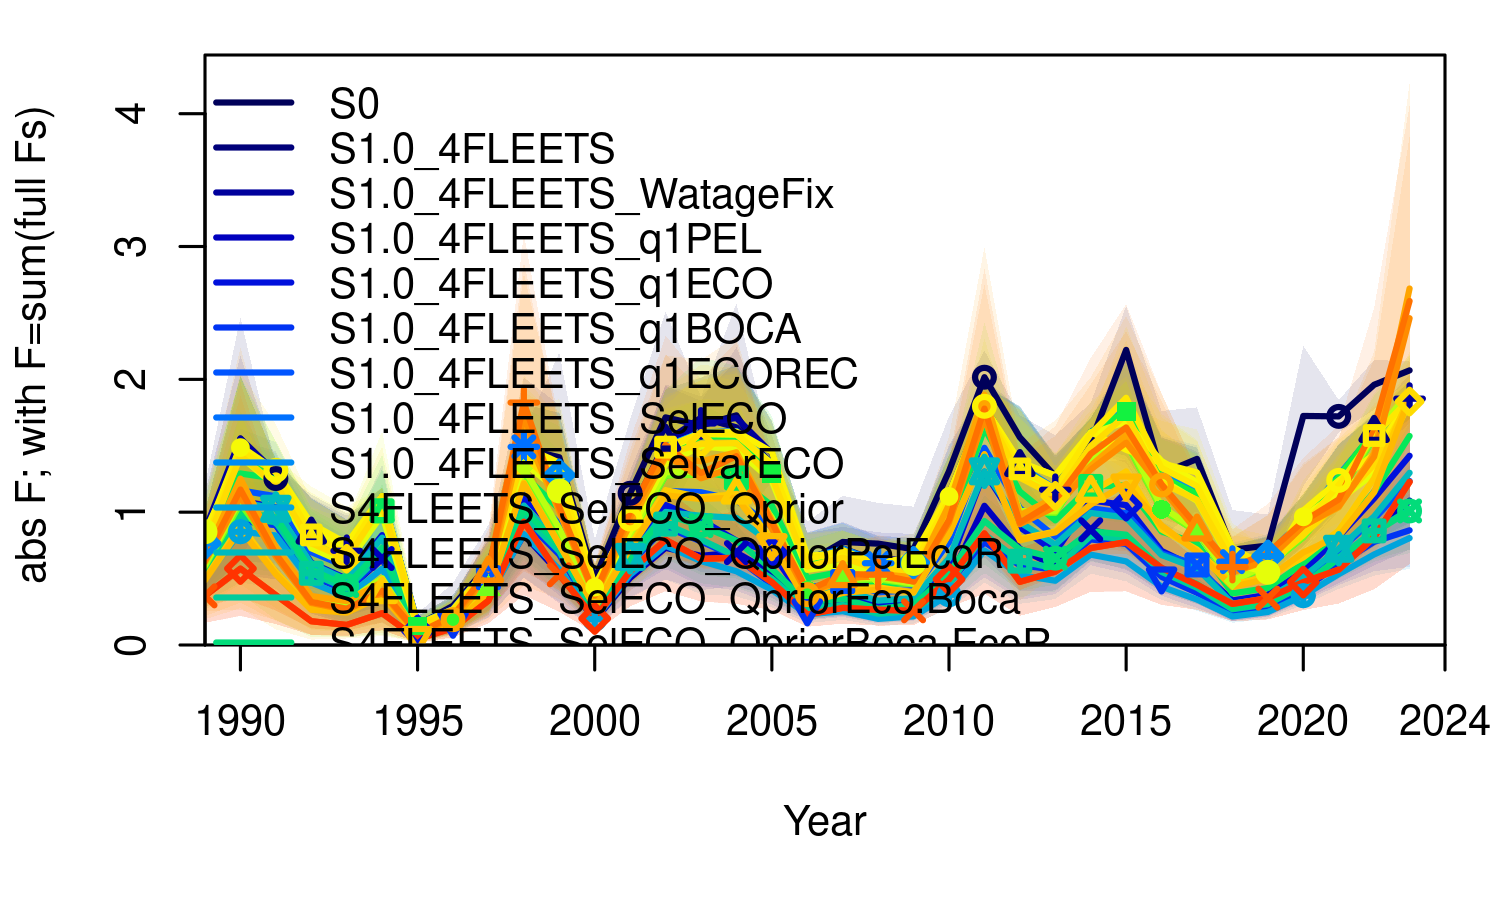 abs F; with F=sum(full Fs)
4
3
2
1
0
S0
S1.0_4FLEETS
S1.0_4FLEETS_WatageFix
S1.0_4FLEETS_q1PEL
S1.0_4FLEETS_q1ECO
S1.0_4FLEETS_q1BOCA
S1.0_4FLEETS_q1ECOREC
S1.0_4FLEETS_SelECO
S1.0_4FLEETS_SelvarECO
S4FLEETS_SelECO_Qprior
S4FLEETS_SelECO_QpriorPelEcoR
S4FLEETS_SelECO_QpriorEco.Boca
S4FLEETS_SelECO_QpriorBoca.EcoR
1990 1995 2000 2005 2010 2015 2020 2024
Year